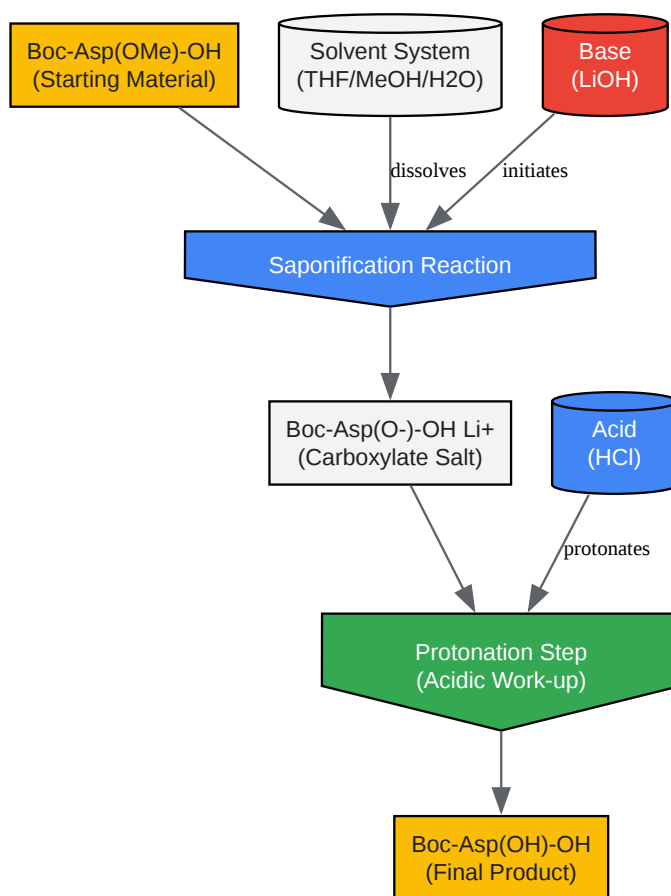 Boc-Asp(OMe)-OH
(Starting Material)
Solvent System
(THF/MeOH/H2O)
Base
(LiOH)
dissolves
initiates
Saponification Reaction
Boc-Asp(O-)-OH Li+
(Carboxylate Salt)
Acid
(HCl)
protonates
Protonation Step
(Acidic Work-up)
Boc-Asp(OH)-OH
(Final Product)